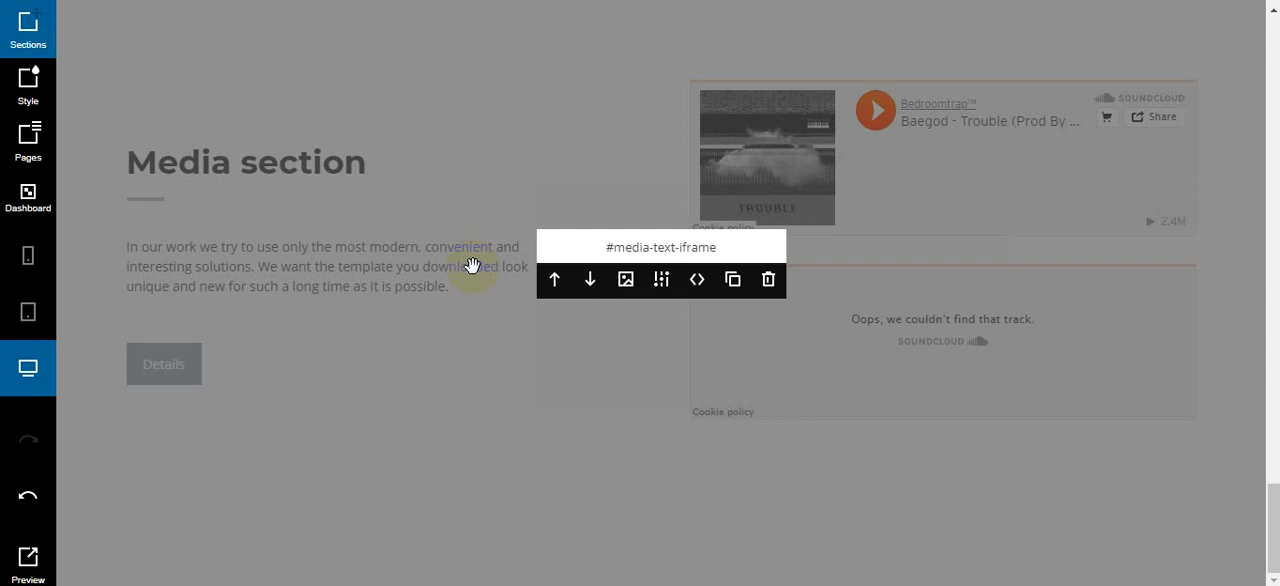 Sections
Style
Pages
Dashboard
Preview
Media section
In our work we try to use only the most modern, convenient and
interesting solutions. We want the template you downloaded look
unique and new for such a long time as it is possible.
Details
#media-text-iframe
Bedroomtrap™
Baegod - Trouble (Prod By ...
SOUNDCLOUD
Share
TROUBLE
2.4M
Cookie policy
Oops, we couldn't find that track.
SOUNDCLOUD
Cookie policy